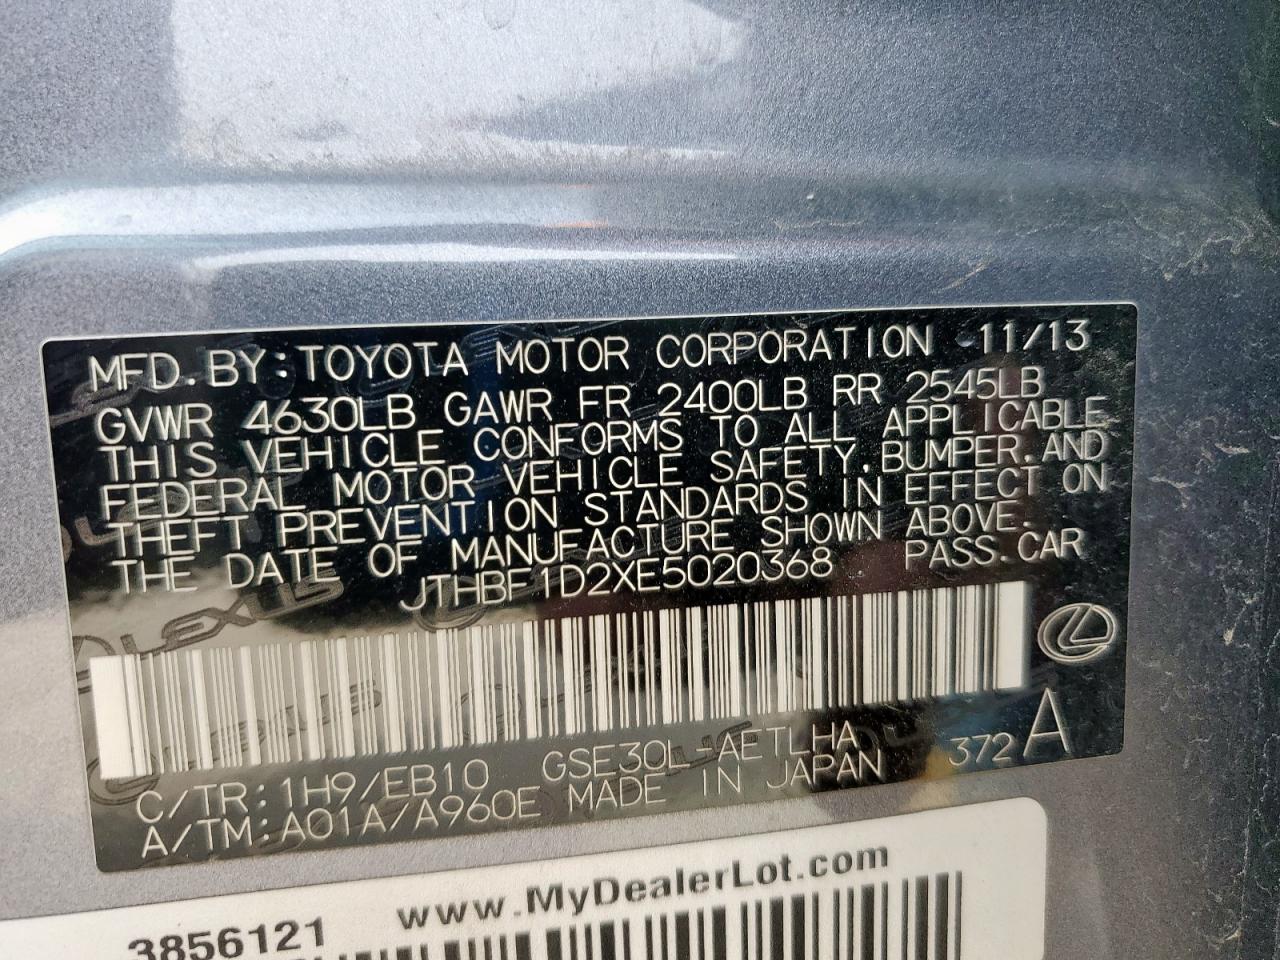 MFD. BY: TOYOTA MOTOR CORPORATION 11/13
GVWR 4630LB GAWR FR 2400LB RR 2545LB
THIS VEHICLE CONFORMS TO ALL APPLICABLE
FEDERAL MOTOR VEHICLE SAFETY, BUMPER, AND
THEFT PREVENTION STANDARDS IN EFFECT ON
THE DATE OF MANUFACTURE SHOWN ABOVE.
JTHBF1D2XE5020368 PASS. CAR
LEXUS
C/TR: 1H9/EB10 GSE30L-AETLHA 372 A
A/TM: A01A/A960E MADE IN JAPAN
www.MyDealerLot.com
3856121